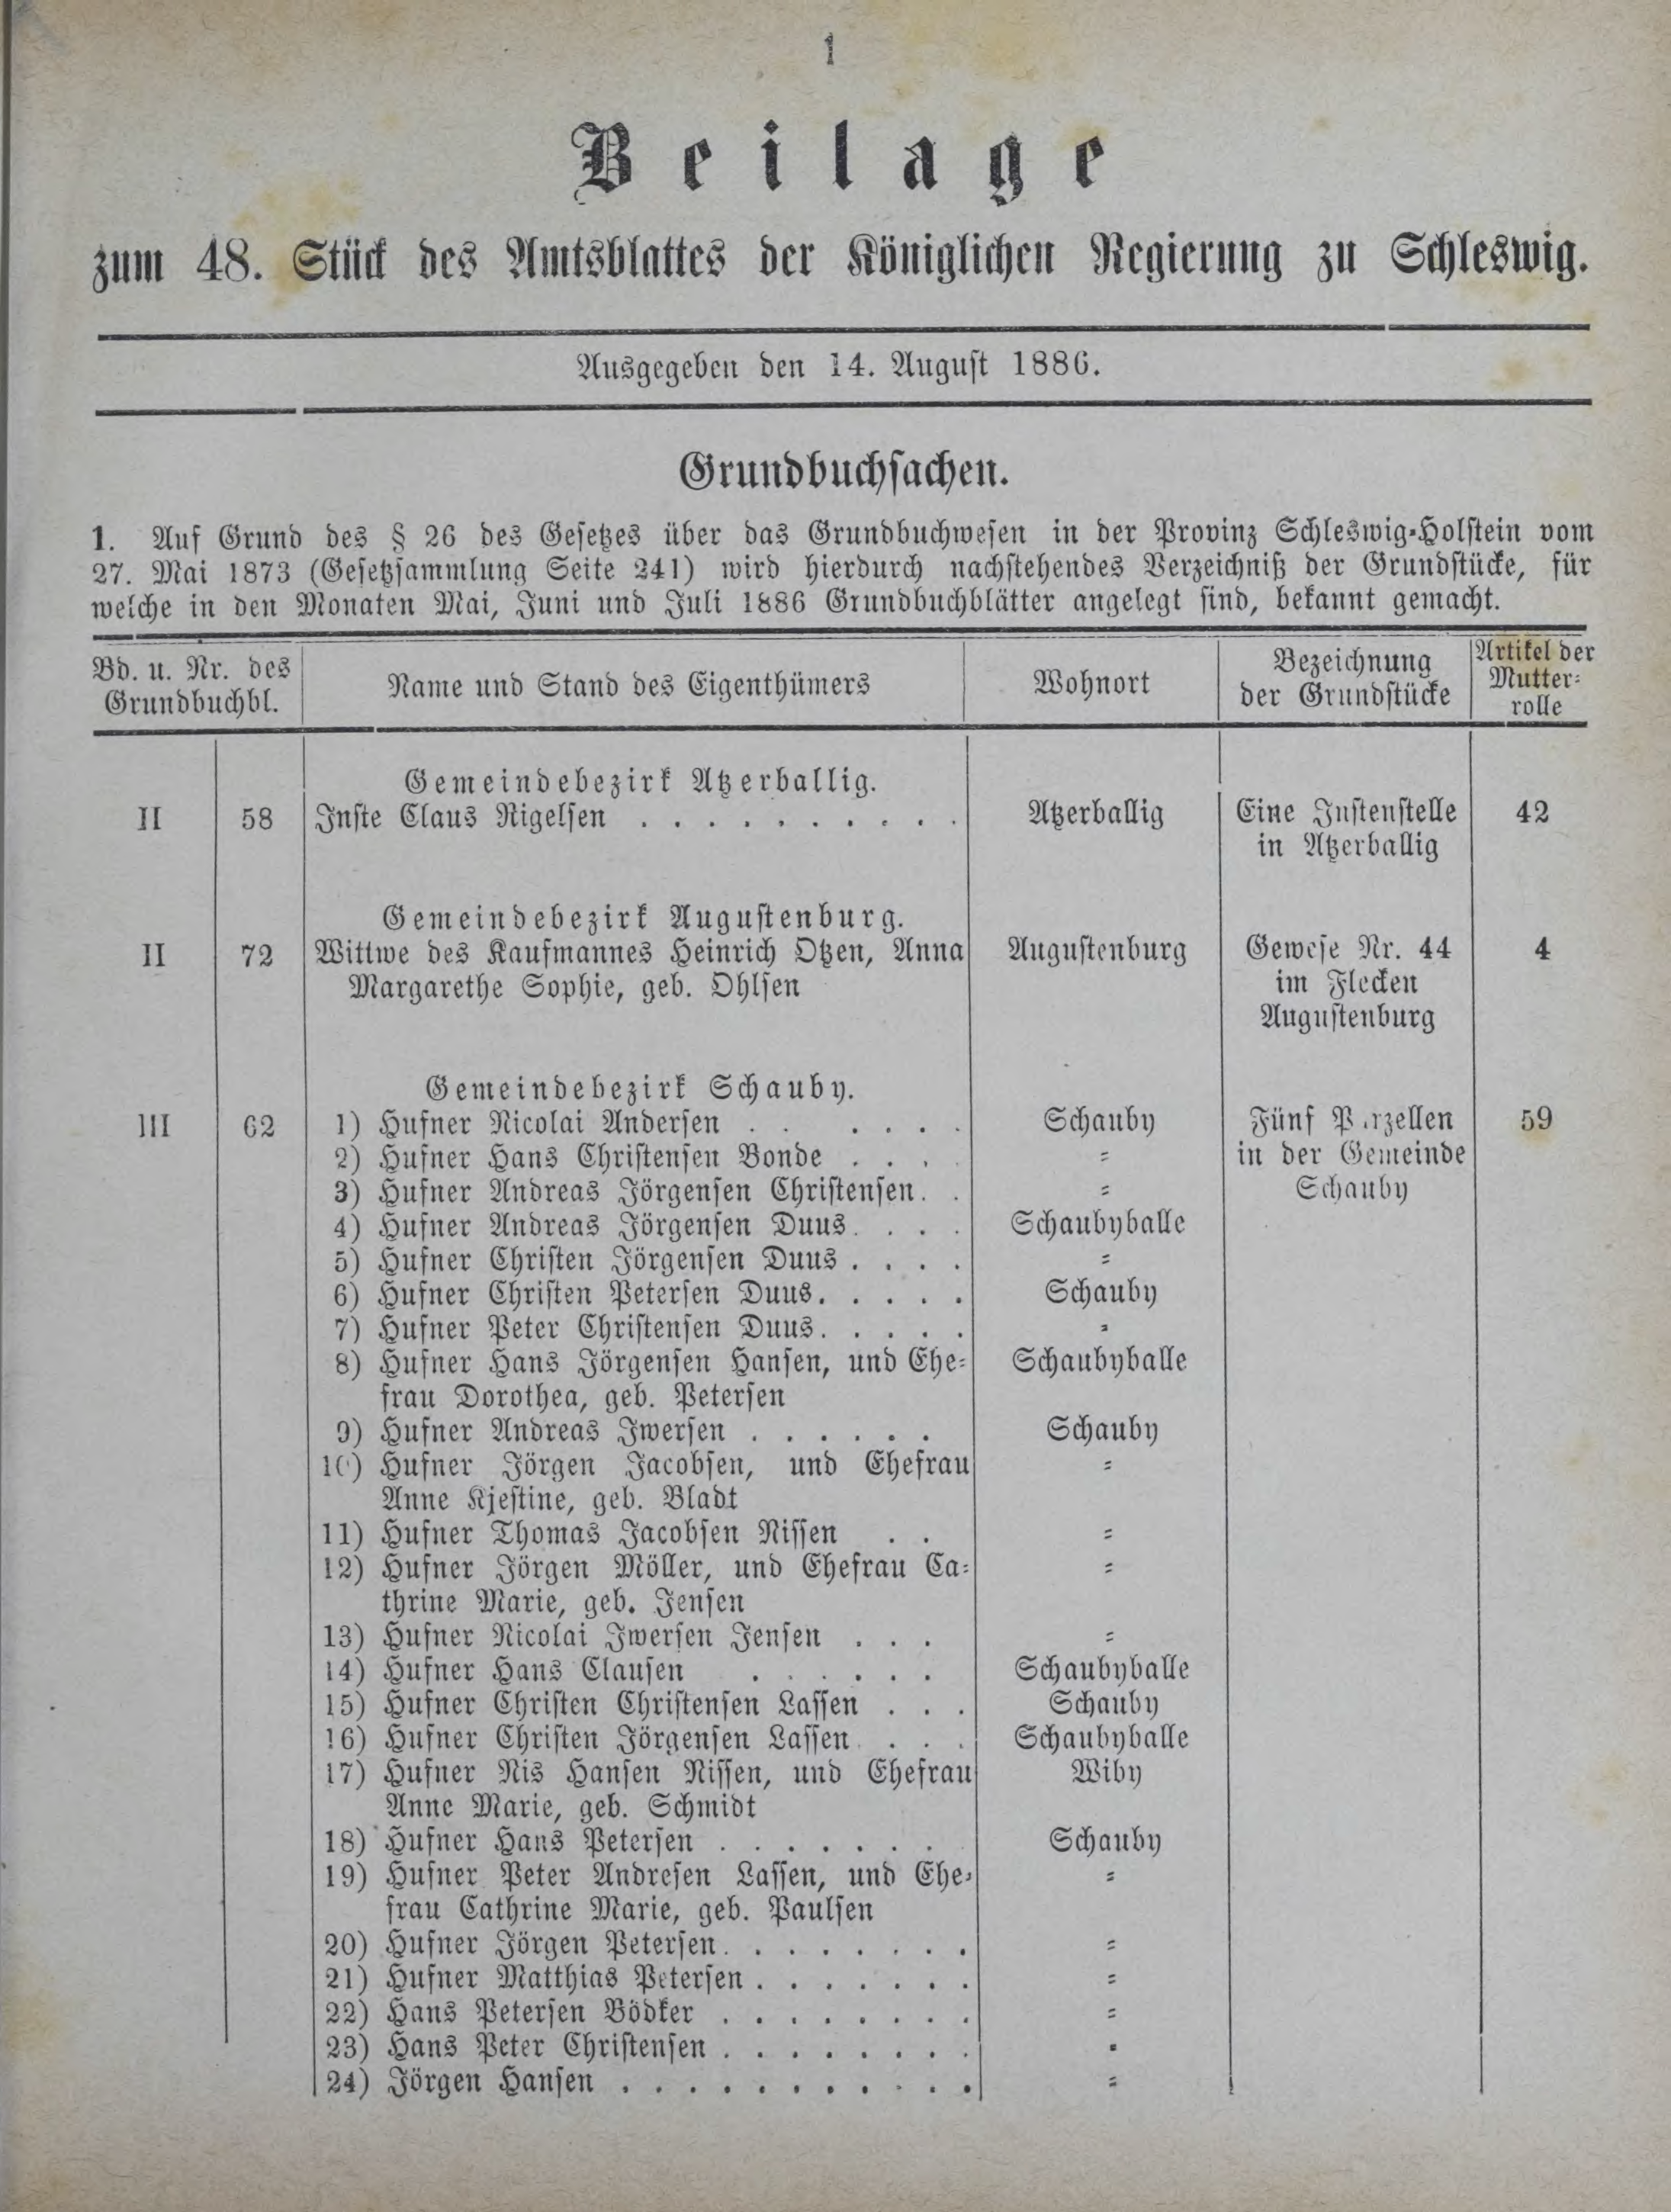 1
Beilage
zum 48. Stück des Amtsblattes der Königlichen Regierung zu Schleswig.
Ausgegeben den 14. August 1886.
Grundbuchsachen.
1. Auf Grund des § 26 des Gesetzes über das Grundbuchwesen in der Provinz Schleswig-Holstein vom
27. Mai 1873 (Gesetzsammlung Seite 241) wird hierdurch nachstehendes Verzeichniß der Grundstücke, für
welche in den Monaten Mai, Juni und Juli 1886 Grundbuchblätter angelegt sind, bekannt gemacht.
Bd. u. Nr. des Grundbuchbl. Name und Stand des Eigenthümers Wohnort Bezeichnung der Grundstücke Artikel der Mutter-rolle
Gemeindebezirk Atzerballig.
II 58 Inste Claus Nigelsen . . . . . . . . . . Atzerballig Eine Instenstelle 42
in Atzerballig
Gemeindebezirk Augustenburg.
II 72 Wittwe des Kaufmannes Heinrich Otzen, Anna Augustenburg Gewese Nr. 44 4
Margarethe Sophie, geb. Ohlsen im Flecken
Augustenburg
Gemeindebezirk Schauby.
III 62 1) Hufner Nicolai Andersen . . . . . . Schauby Fünf Parzellen 59
2) Hufner Hans Christensen Bonde . . . . = in der Gemeinde
3) Hufner Andreas Jörgensen Christensen. . = Schauby
4) Hufner Andreas Jörgensen Duus. . . . Schaubyballe
5) Hufner Christen Jörgensen Duus . . . . =
6) Hufner Christen Petersen Duus. . . . . Schauby
7) Hufner Peter Christensen Duus. . . . . =
8) Hufner Hans Jörgensen Hansen, und Ehe= Schaubyballe
frau Dorothea, geb. Petersen
9) Hufner Andreas Iwersen . . . . . . Schauby
10) Hufner Jörgen Jacobsen, und Ehefrau =
Anne Kjestine, geb. Bladt
11) Hufner Thomas Jacobsen Nissen . . =
12) Hufner Jörgen Möller, und Ehefrau Ca= =
thrine Marie, geb. Jensen
13) Hufner Nicolai Iwersen Jensen . . . =
14) Hufner Hans Clausen . . . . . . Schaubyballe
15) Hufner Christen Christensen Lassen . . . Schauby
16) Hufner Christen Jörgensen Lassen . . . . Schaubyballe
17) Hufner Nis Hansen Nissen, und Ehefrau Wiby
Anne Marie, geb. Schmidt
18) Hufner Hans Petersen . . . . . . . Schauby
19) Hufner Peter Andresen Lassen, und Ehe= =
frau Cathrine Marie, geb. Paulsen
20) Hufner Jörgen Petersen. . . . . . . . =
21) Hufner Matthias Petersen . . . . . . . =
22) Hans Petersen Bödker . . . . . . . . =
23) Hans Peter Christensen . . . . . . . . =
24) Jörgen Hansen . . . . . . . . . . . =